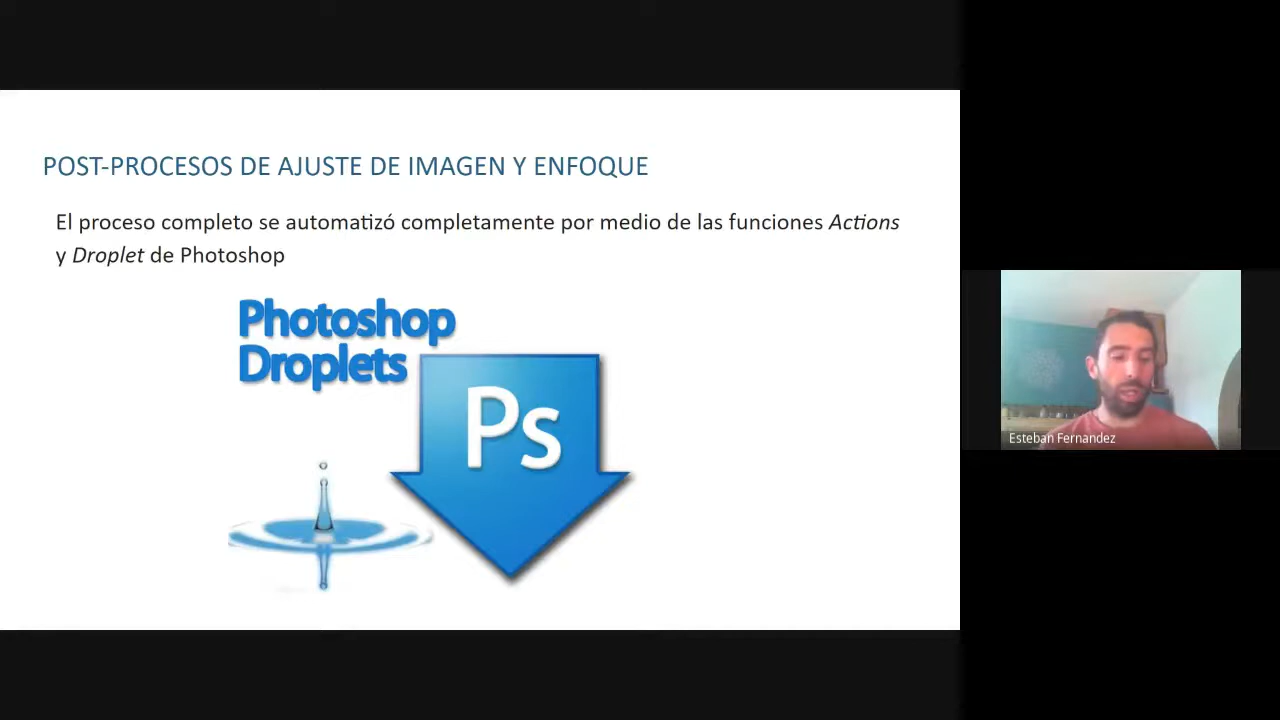 POST-PROCESOS DE AJUSTE DE IMAGEN Y ENFOQUE
El proceso completo se automatizó completamente por medio de las funciones Actions
y Droplet de Photoshop
Photoshop
Droplets
Ps
Esteban Fernandez